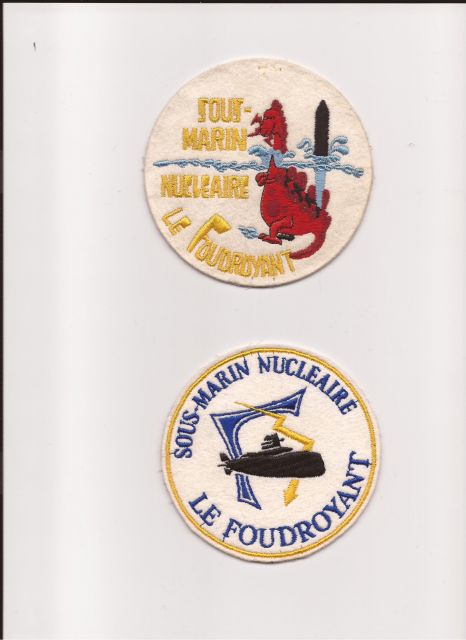 SOUS-
MARIN
NUCLEAIRE
LE FOUDROYANT
SOUS-MARIN NUCLEAIRE
LE FOUDROYANT